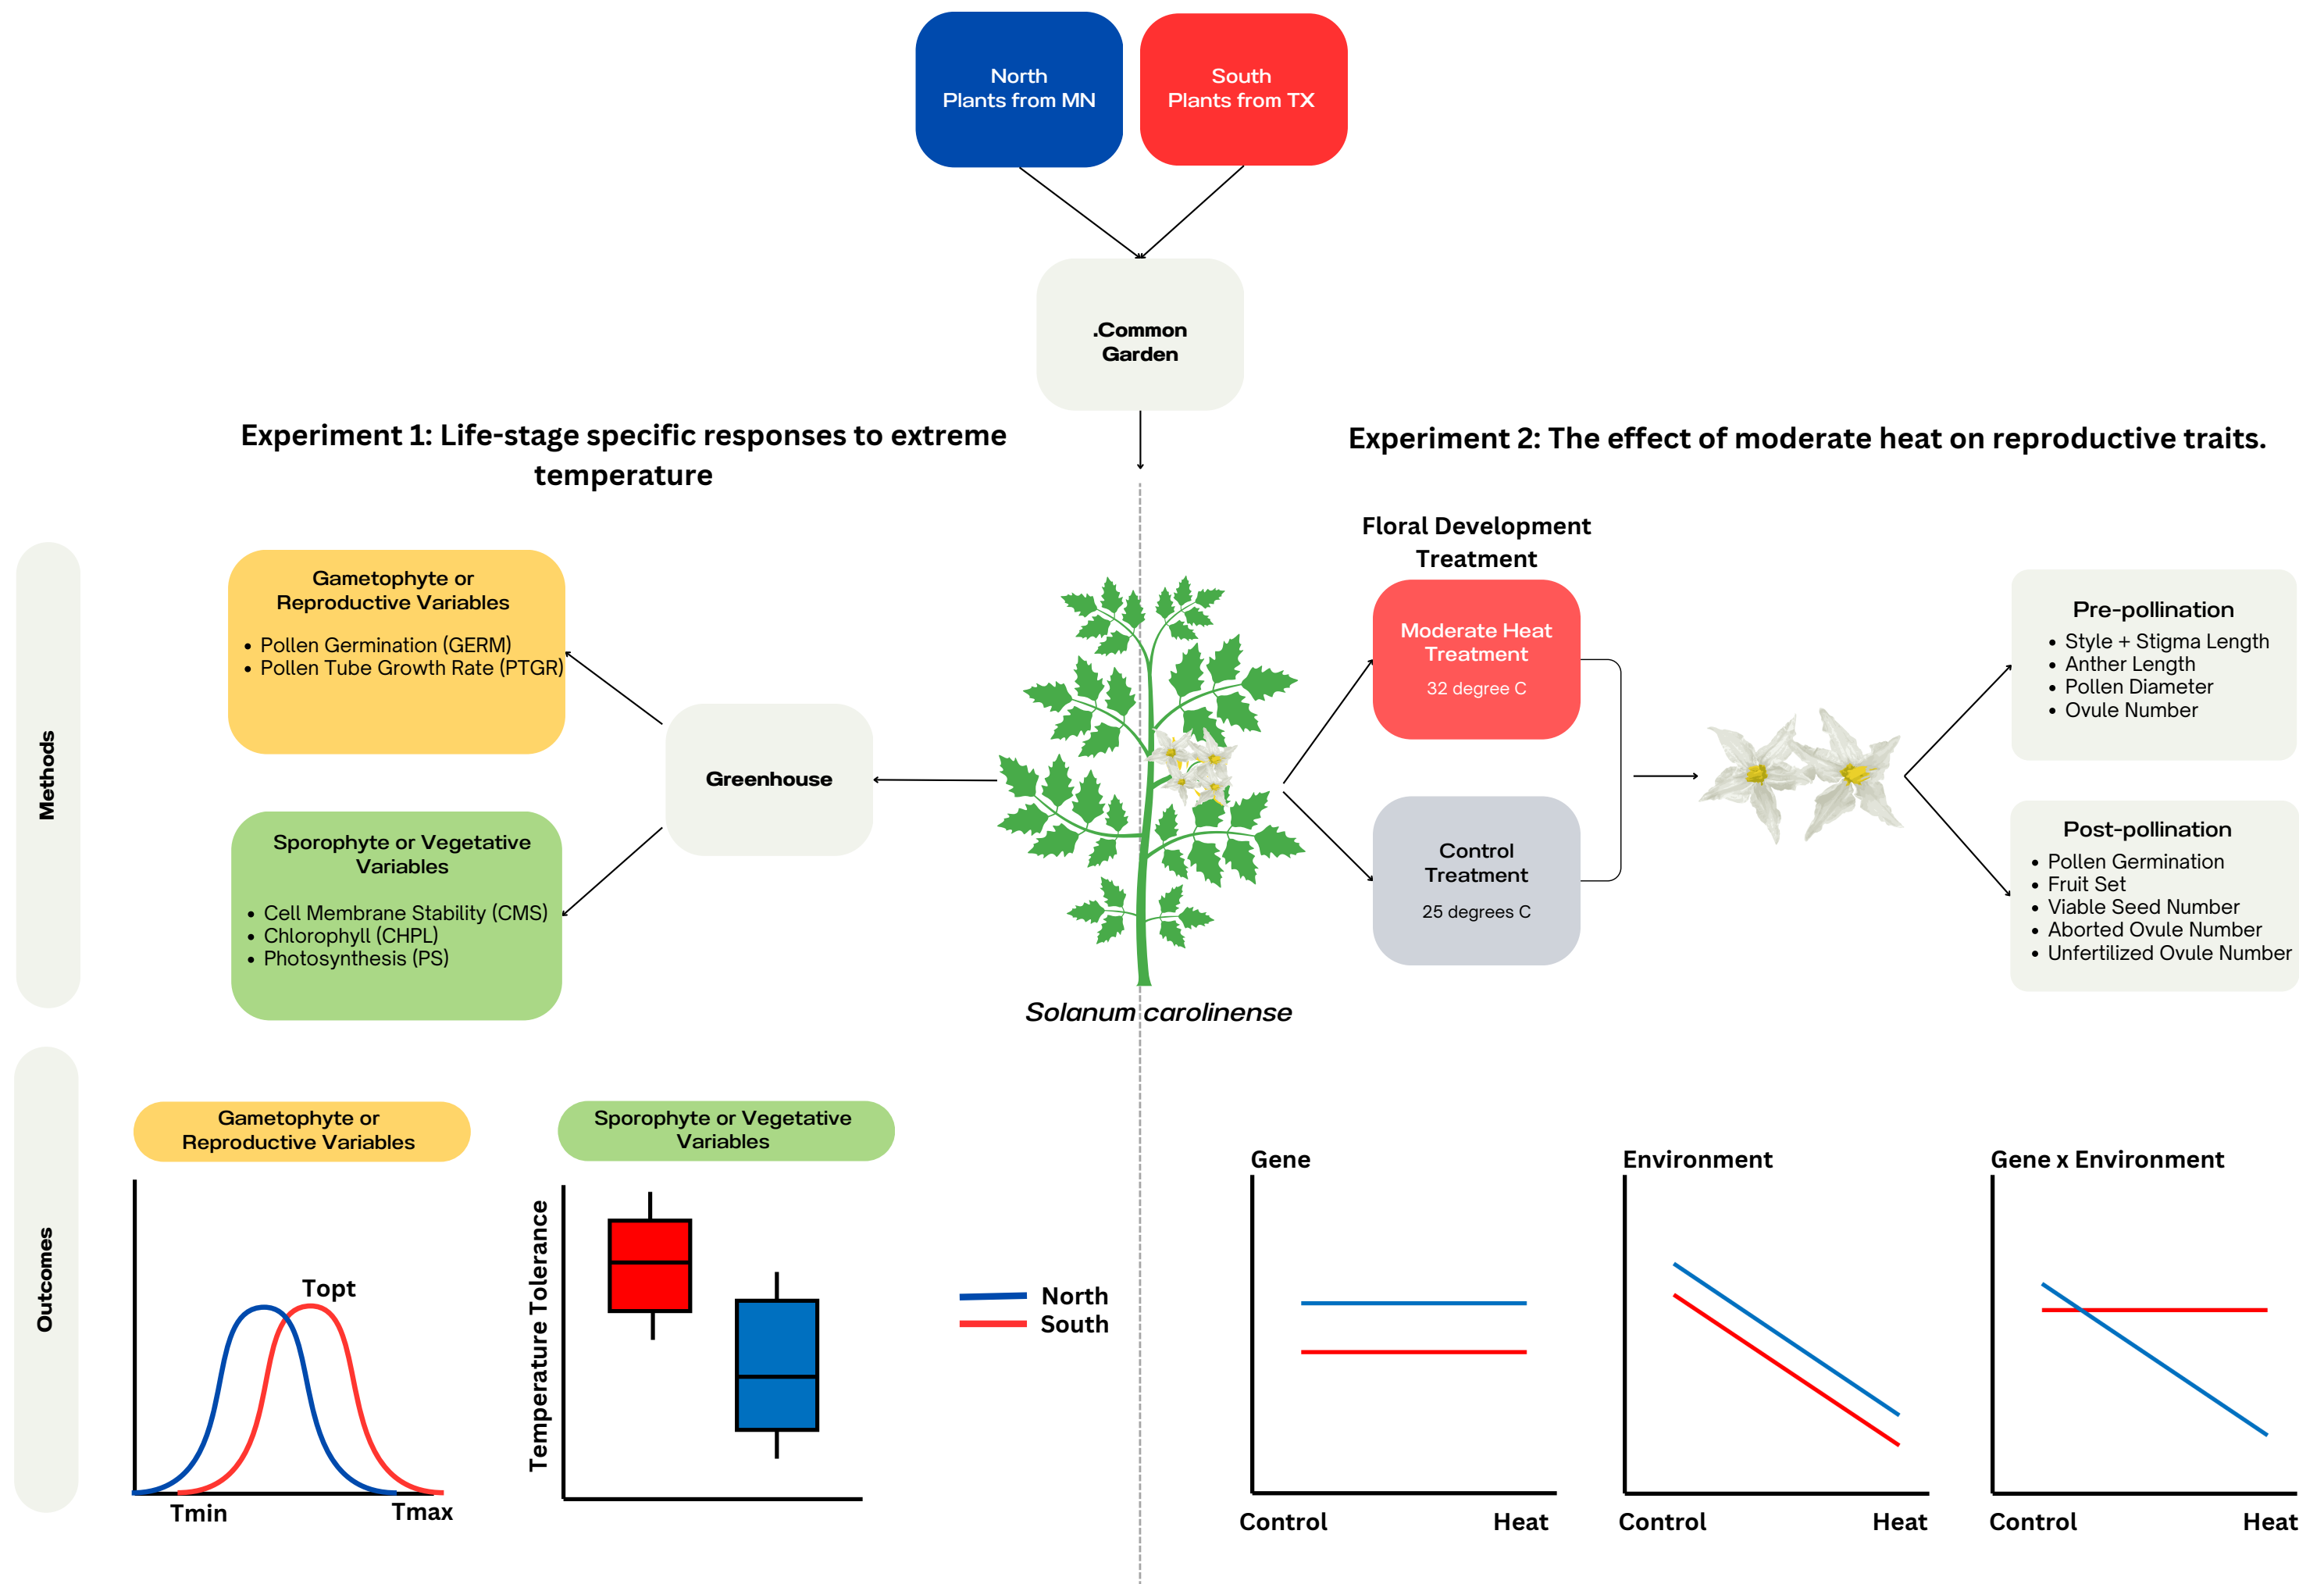 North
Plants from MN
South
Plants from TX
.Common
Garden
Experiment 1: Life-stage specific responses to extreme
temperature
Experiment 2: The effect of moderate heat on reproductive traits.
Methods
Gametophyte or
Reproductive Variables
• Pollen Germination (GERM)
• Pollen Tube Growth Rate (PTGR)
Sporophyte or Vegetative
Variables
• Cell Membrane Stability (CMS)
• Chlorophyll (CHPL)
• Photosynthesis (PS)
Greenhouse
Solanum carolinense
Floral Development
Treatment
Moderate Heat
Treatment
32 degree C
Control
Treatment
25 degrees C
Pre-pollination
• Style + Stigma Length
• Anther Length
• Pollen Diameter
• Ovule Number
Post-pollination
• Pollen Germination
• Fruit Set
• Viable Seed Number
• Aborted Ovule Number
• Unfertilized Ovule Number
Outcomes
Gametophyte or
Reproductive Variables
Topt
Tmin
Tmax
Sporophyte or Vegetative
Variables
Temperature Tolerance
North
South
Gene
Control
Heat
Environment
Control
Heat
Gene x Environment
Control
Heat